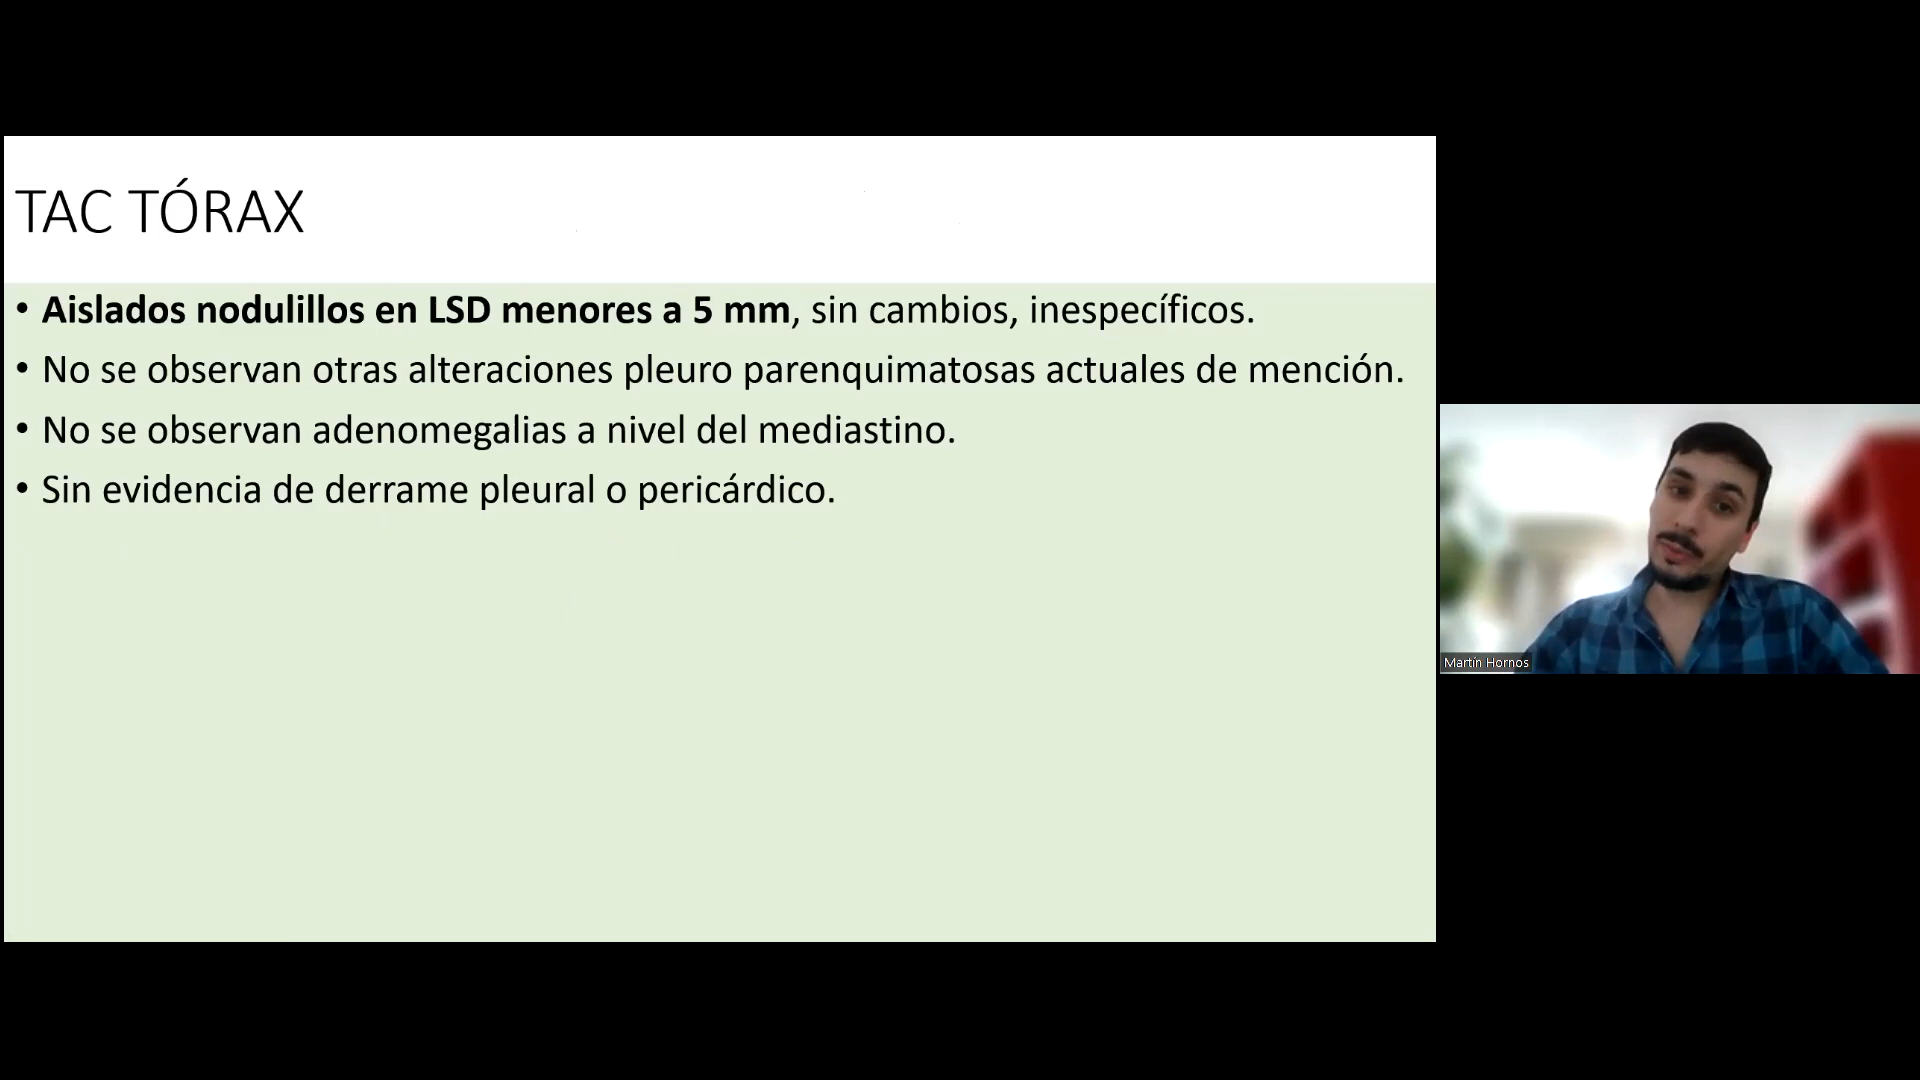 TAC TÓRAX
• Aislados nodulillos en LSD menores a 5 mm, sin cambios, inespecíficos.
• No se observan otras alteraciones pleuro parenquimatosas actuales de mención.
• No se observan adenomegalias a nivel del mediastino.
• Sin evidencia de derrame pleural o pericárdico.
Martín Hornos